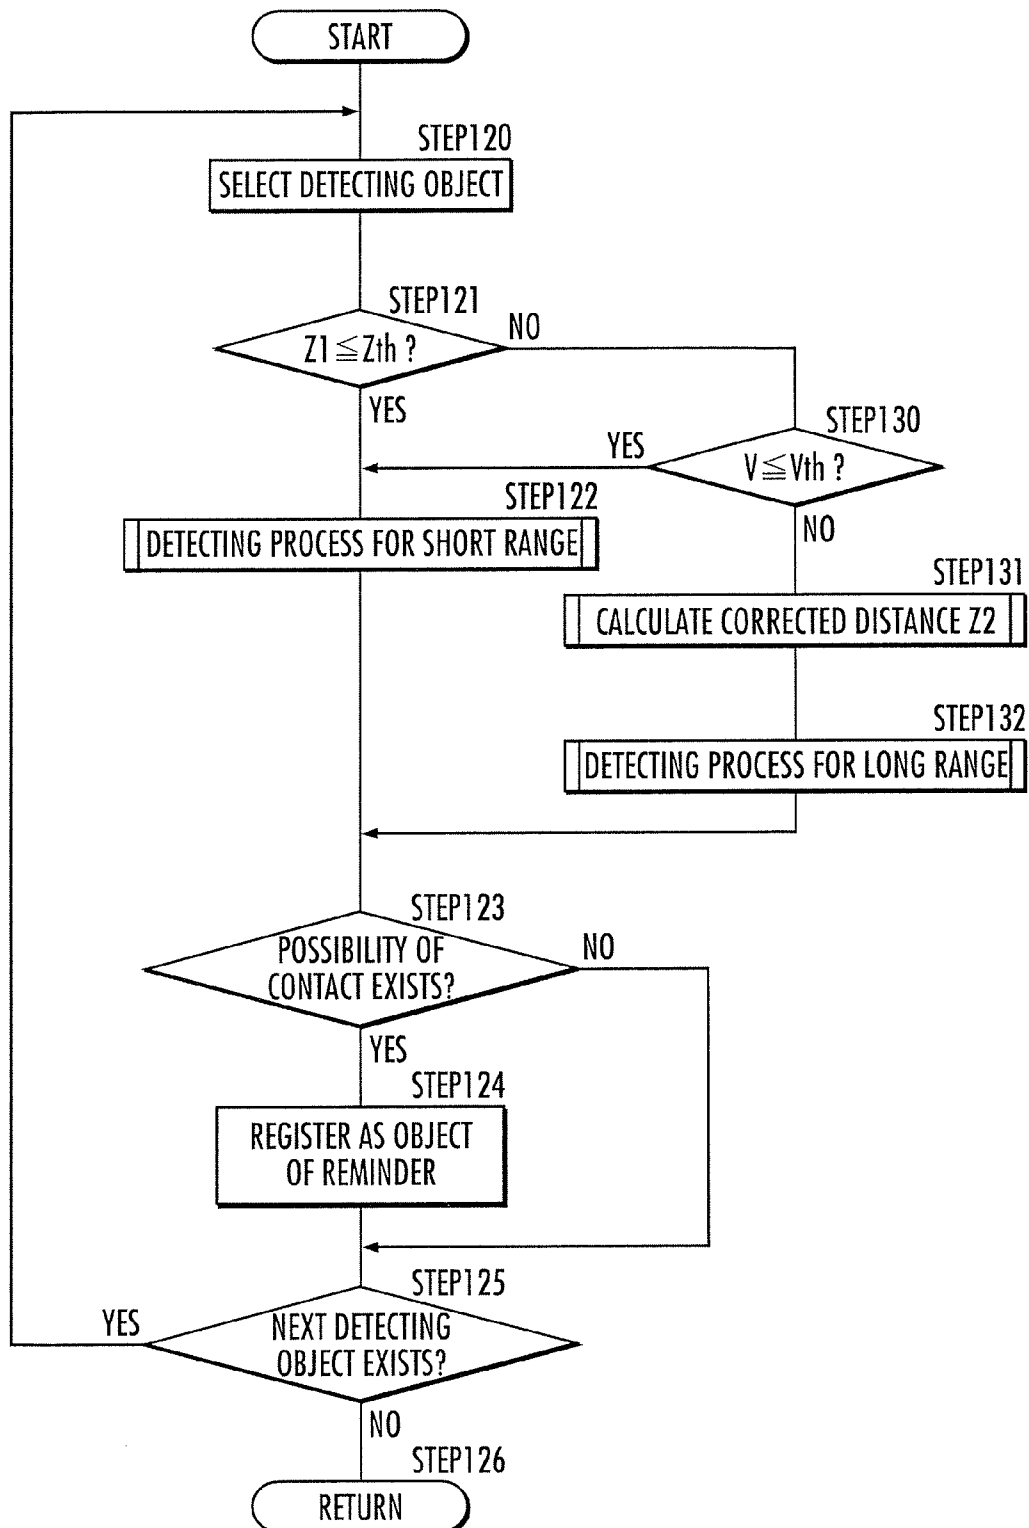 START
STEP120
SELECT DETECTING OBJECT
STEP121
Z1≦Zth ?
NO
YES
STEP130
V≦Vth ?
YES
NO
STEP122
DETECTING PROCESS FOR SHORT RANGE
STEP131
CALCULATE CORRECTED DISTANCE Z2
STEP132
DETECTING PROCESS FOR LONG RANGE
STEP123
POSSIBILITY OF
CONTACT EXISTS?
NO
YES
STEP124
REGISTER AS OBJECT
OF REMINDER
STEP125
NEXT DETECTING
OBJECT EXISTS?
YES
NO
STEP126
RETURN